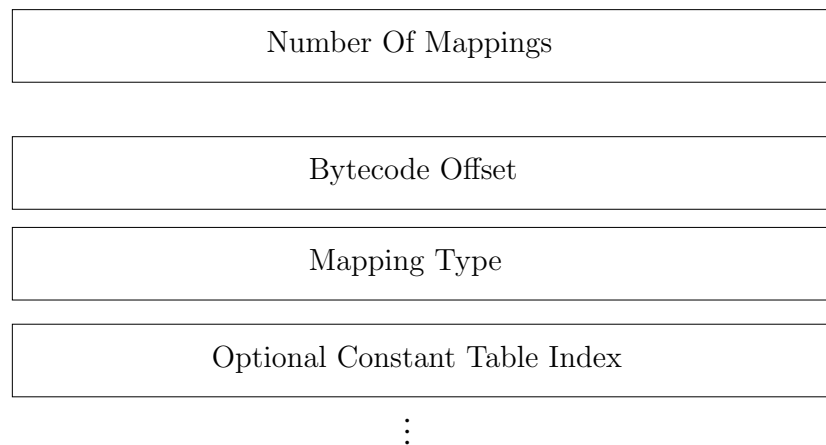 Number Of Mappings
Bytecode Offset
Mapping Type
Optional Constant Table Index
⋮